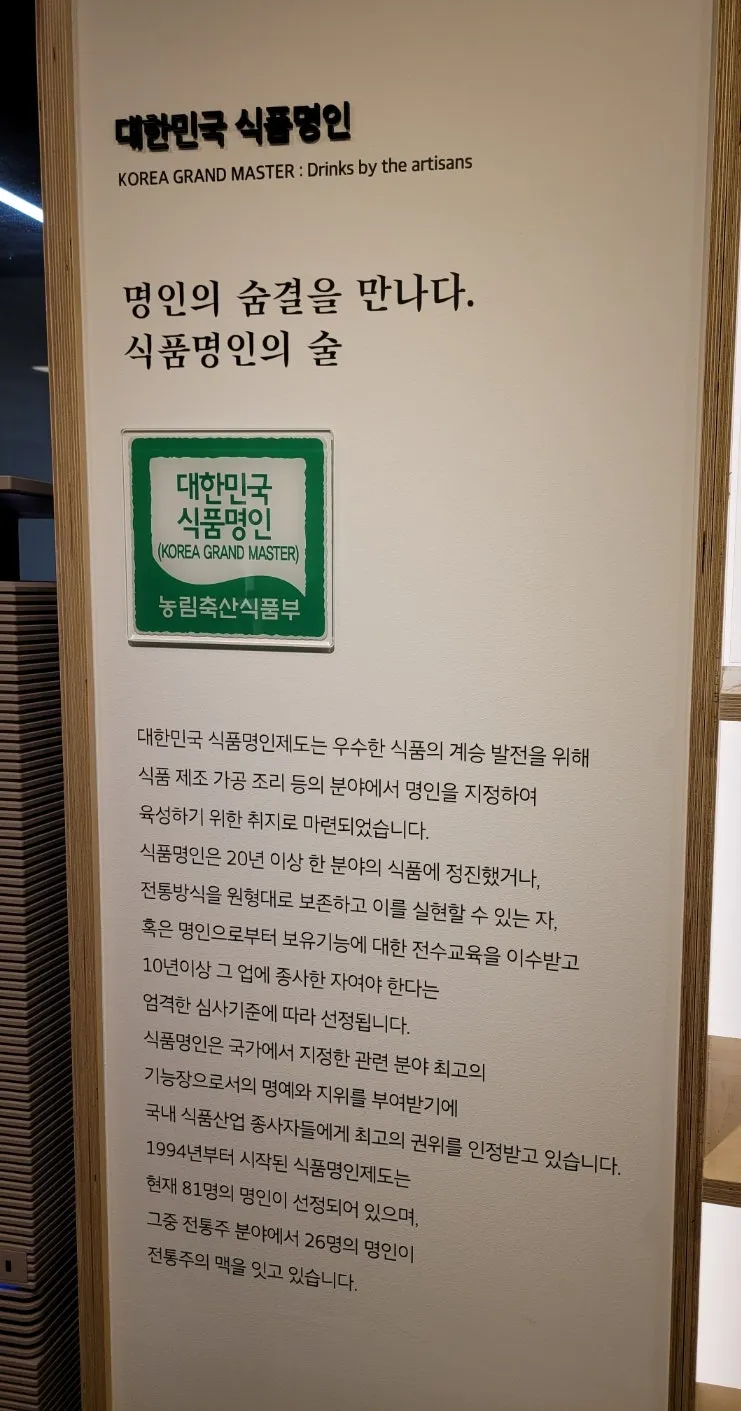 대한민국 식품명인
KOREA GRAND MASTER : Drinks by the artisans
명인의 숨결을 만나다.
식품명인의 술
대한민국
식품명인
(KOREA GRAND MASTER)
농림축산식품부
대한민국 식품명인제도는 우수한 식품의 계승 발전을 위해
식품 제조 가공 조리 등의 분야에서 명인을 지정하여
육성하기 위한 취지로 마련되었습니다.
식품명인은 20년 이상 한 분야의 식품에 정진했거나,
전통방식을 원형대로 보존하고 이를 실현할 수 있는 자,
혹은 명인으로부터 보유기능에 대한 전수교육을 이수받고
10년이상 그 업에 종사한 자여야 한다는
엄격한 심사기준에 따라 선정됩니다.
식품명인은 국가에서 지정한 관련 분야 최고의
기능장으로서의 명예와 지위를 부여받기에
국내 식품산업 종사자들에게 최고의 권위를 인정받고 있습니다.
1994년부터 시작된 식품명인제도는
현재 81명의 명인이 선정되어 있으며,
그중 전통주 분야에서 26명의 명인이
전통주의 맥을 잇고 있습니다.